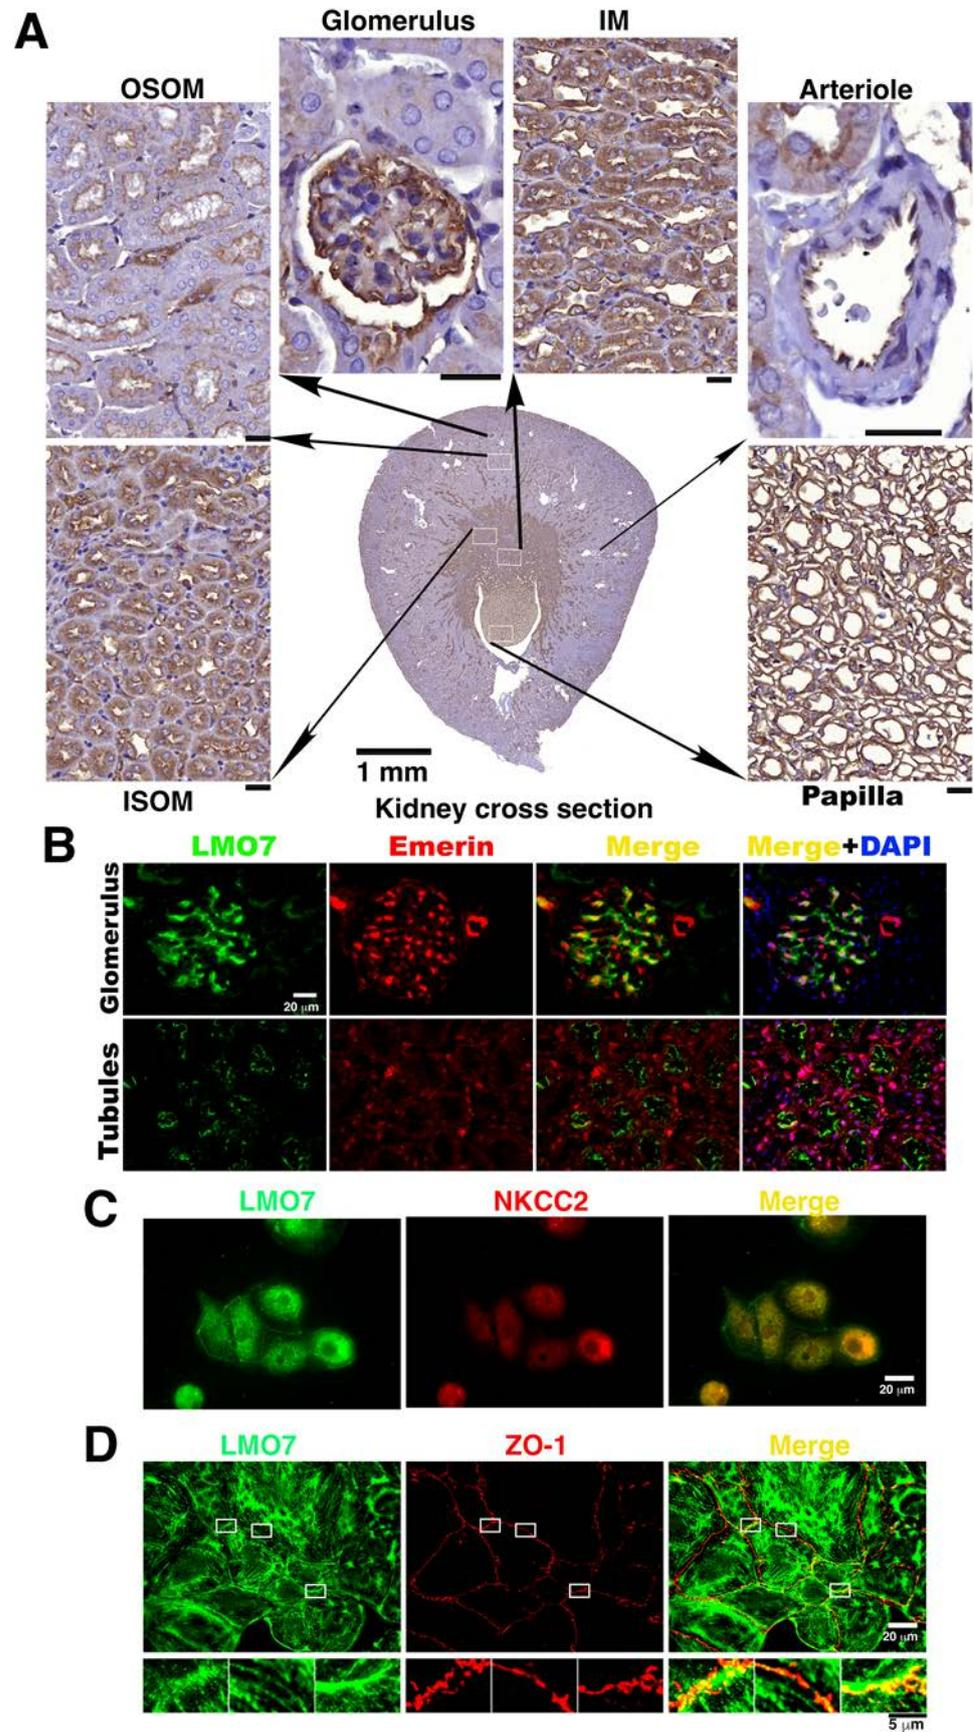 A
Glomerulus
IM
OSOM
Arteriole
1 mm
ISOM
Papilla
Kidney cross section
B
LMO7
Emerin
Merge
Merge+DAPI
Glomerulus
20 μm
Tubules
C
LMO7
NKCC2
Merge
20 μm
D
LMO7
ZO-1
Merge
20 μm
5 μm